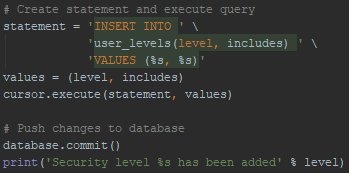 # Create statement and execute query
statement = 'INSERT INTO ' \
'user_levels(level, includes) ' \
'VALUES (%s, %s)'
values = (level, includes)
cursor.execute(statement, values)
# Push changes to database
database.commit()
print('Security level %s has been added' % level)